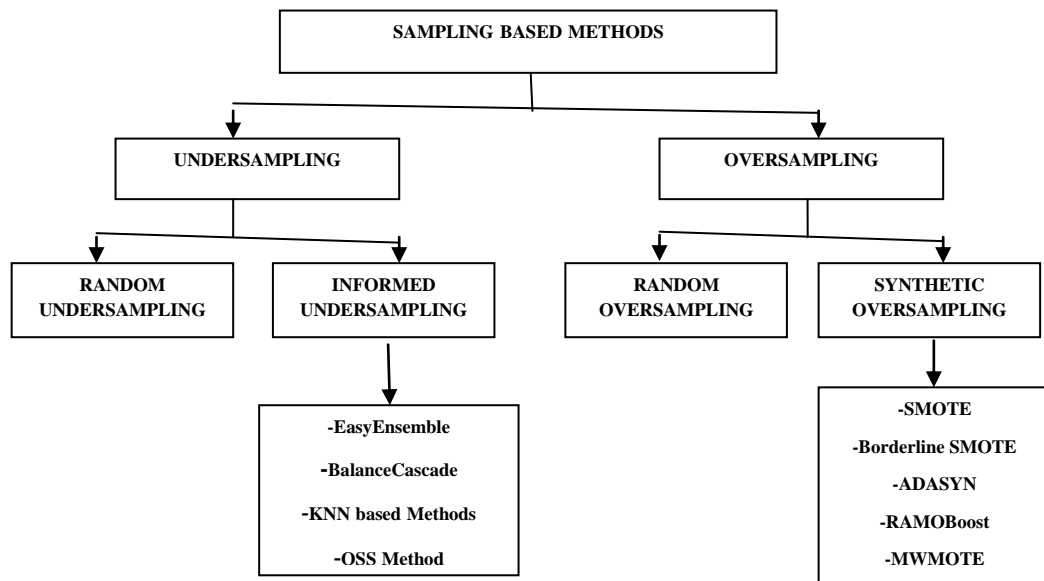 SAMPLING BASED METHODS
UNDERSAMPLING
OVERSAMPLING
RANDOM
UNDERSAMPLING
INFORMED
UNDERSAMPLING
RANDOM
OVERSAMPLING
SYNTHETIC
OVERSAMPLING
-EasyEnsemble
-BalanceCascade
-KNN based Methods
-OSS Method
-SMOTE
-Borderline SMOTE
-ADASYN
-RAMOBoost
-MWMOTE